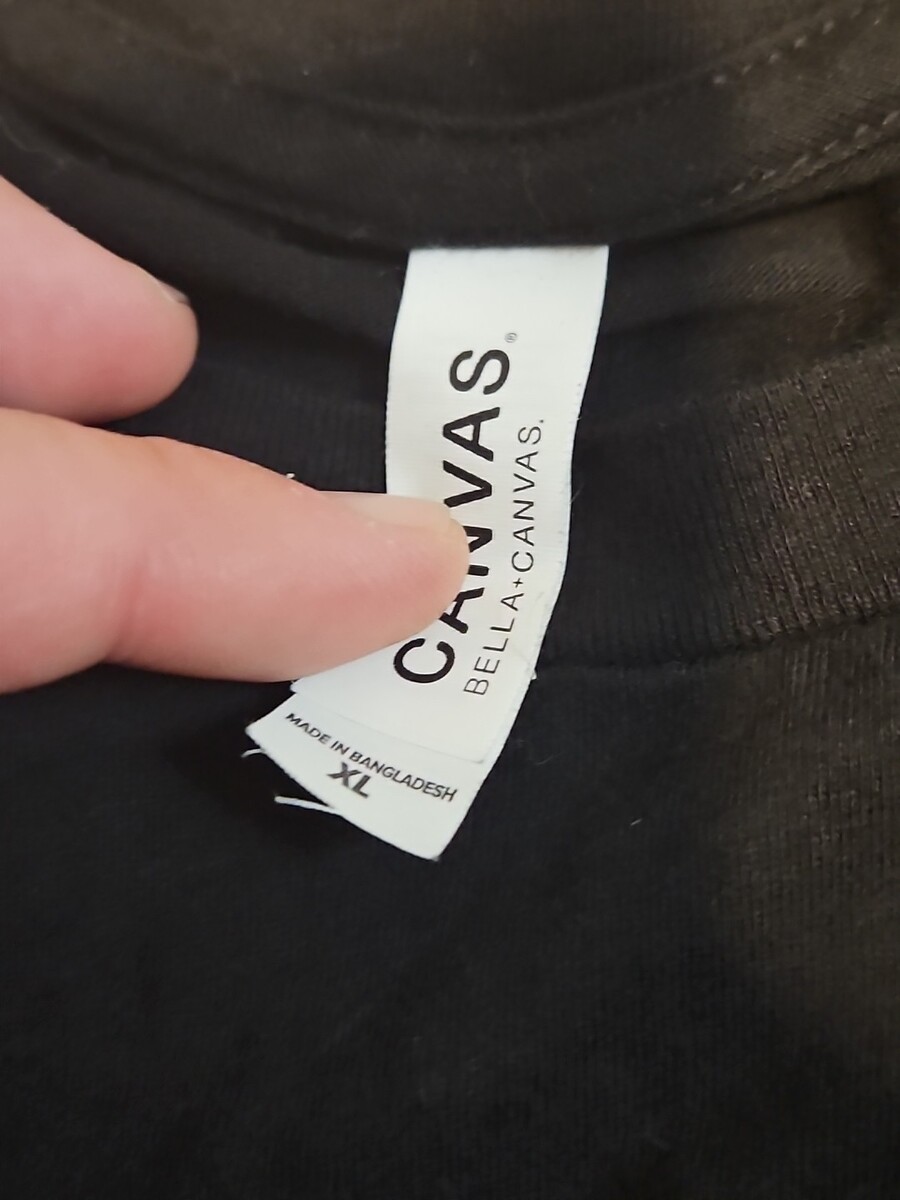 CANVAS®
BELLA+CANVAS.
MADE IN BANGLADESH
XL